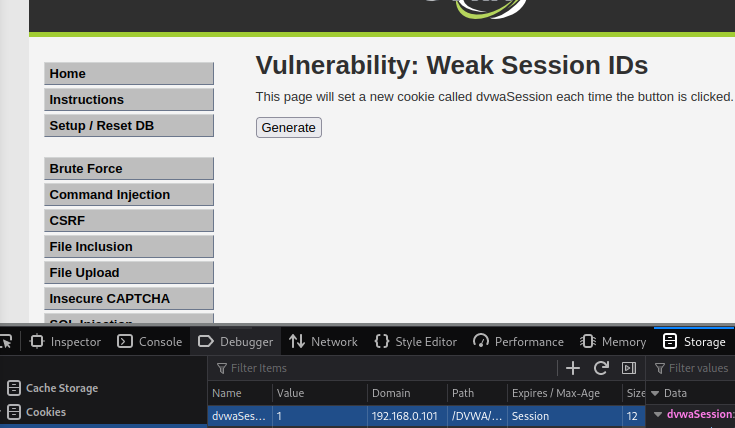 Vulnerability: Weak Session IDs
This page will set a new cookie called dvwaSession each time the button is clicked.
Generate
Home
Instructions
Setup / Reset DB
Brute Force
Command Injection
CSRF
File Inclusion
File Upload
Insecure CAPTCHA
SQL Injection
Inspector Console Debugger Network Style Editor Performance Memory Storage
Cache Storage
Cookies
Filter Items
Filter values
Name Value Domain Path Expires / Max-Age Size
dvwaSes... 1 192.168.0.101 /DVWA/... Session 12
Data
dvwaSession: